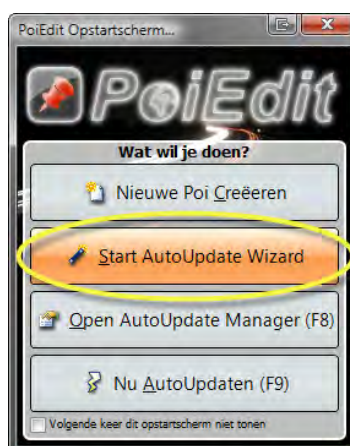 PoiEdit Opstartscherm...
PoiEdit
Wat wil je doen?
Nieuwe Poi Creëeren
Start AutoUpdate Wizard
Open AutoUpdate Manager (F8)
Nu AutoUpdaten (F9)
Volgende keer dit opstartscherm niet tonen